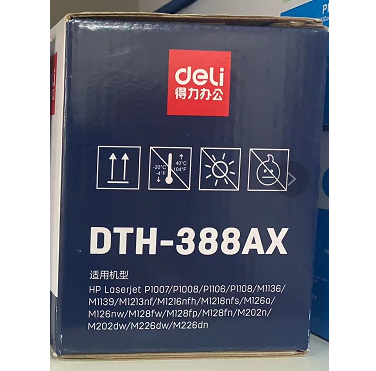 deli
得力办公
-20°C
-4°F
40°C
104°F
DTH-388AX
适用机型
HP Laserjet P1007/P1008/P1106/P1108/M1136/
M1139/M1213nf/M1216nfh/M1218nfs/M126a/
M126nw/M128fw/M128fp/M128fn/M202n/
M202dw/M226dw/M226dn